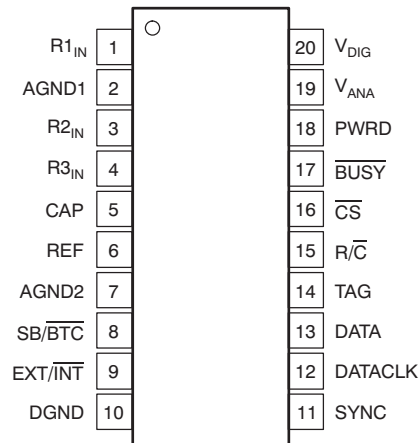 R1IN 1 20 VDIG
AGND1 2 19 VANA
R2IN 3 18 PWRD
R3IN 4 17 BUSY
CAP 5 16 CS
REF 6 15 R/C
AGND2 7 14 TAG
SB/BTC 8 13 DATA
EXT/INT 9 12 DATACLK
DGND 10 11 SYNC